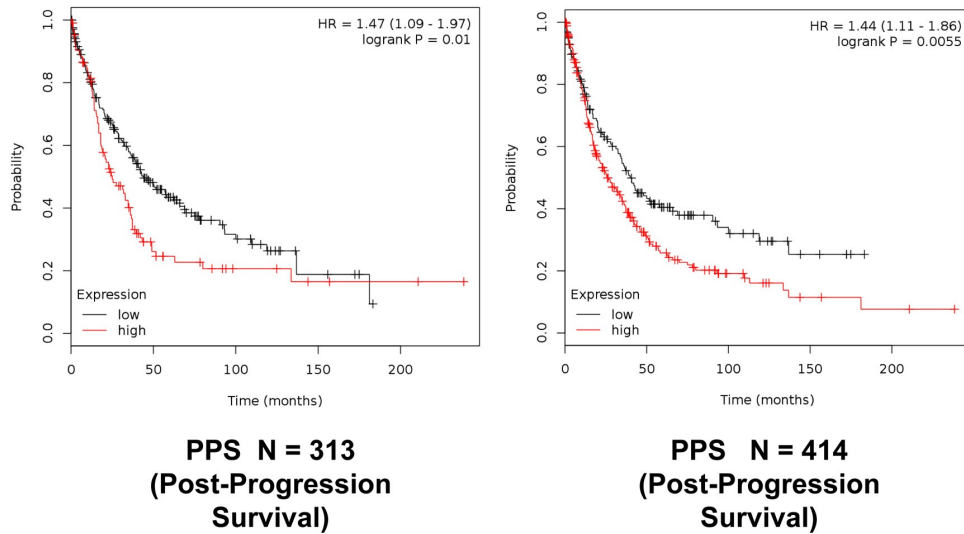 HR = 1.47 (1.09 - 1.97)
logrank P = 0.01
Probability
1.0
0.8
0.6
0.4
0.2
0.0
Expression
low
high
0 50 100 150 200
Time (months)
PPS N = 313
(Post-Progression
Survival)
HR = 1.44 (1.11 - 1.86)
logrank P = 0.0055
Probability
1.0
0.8
0.6
0.4
0.2
0.0
Expression
low
high
0 50 100 150 200
Time (months)
PPS N = 414
(Post-Progression
Survival)